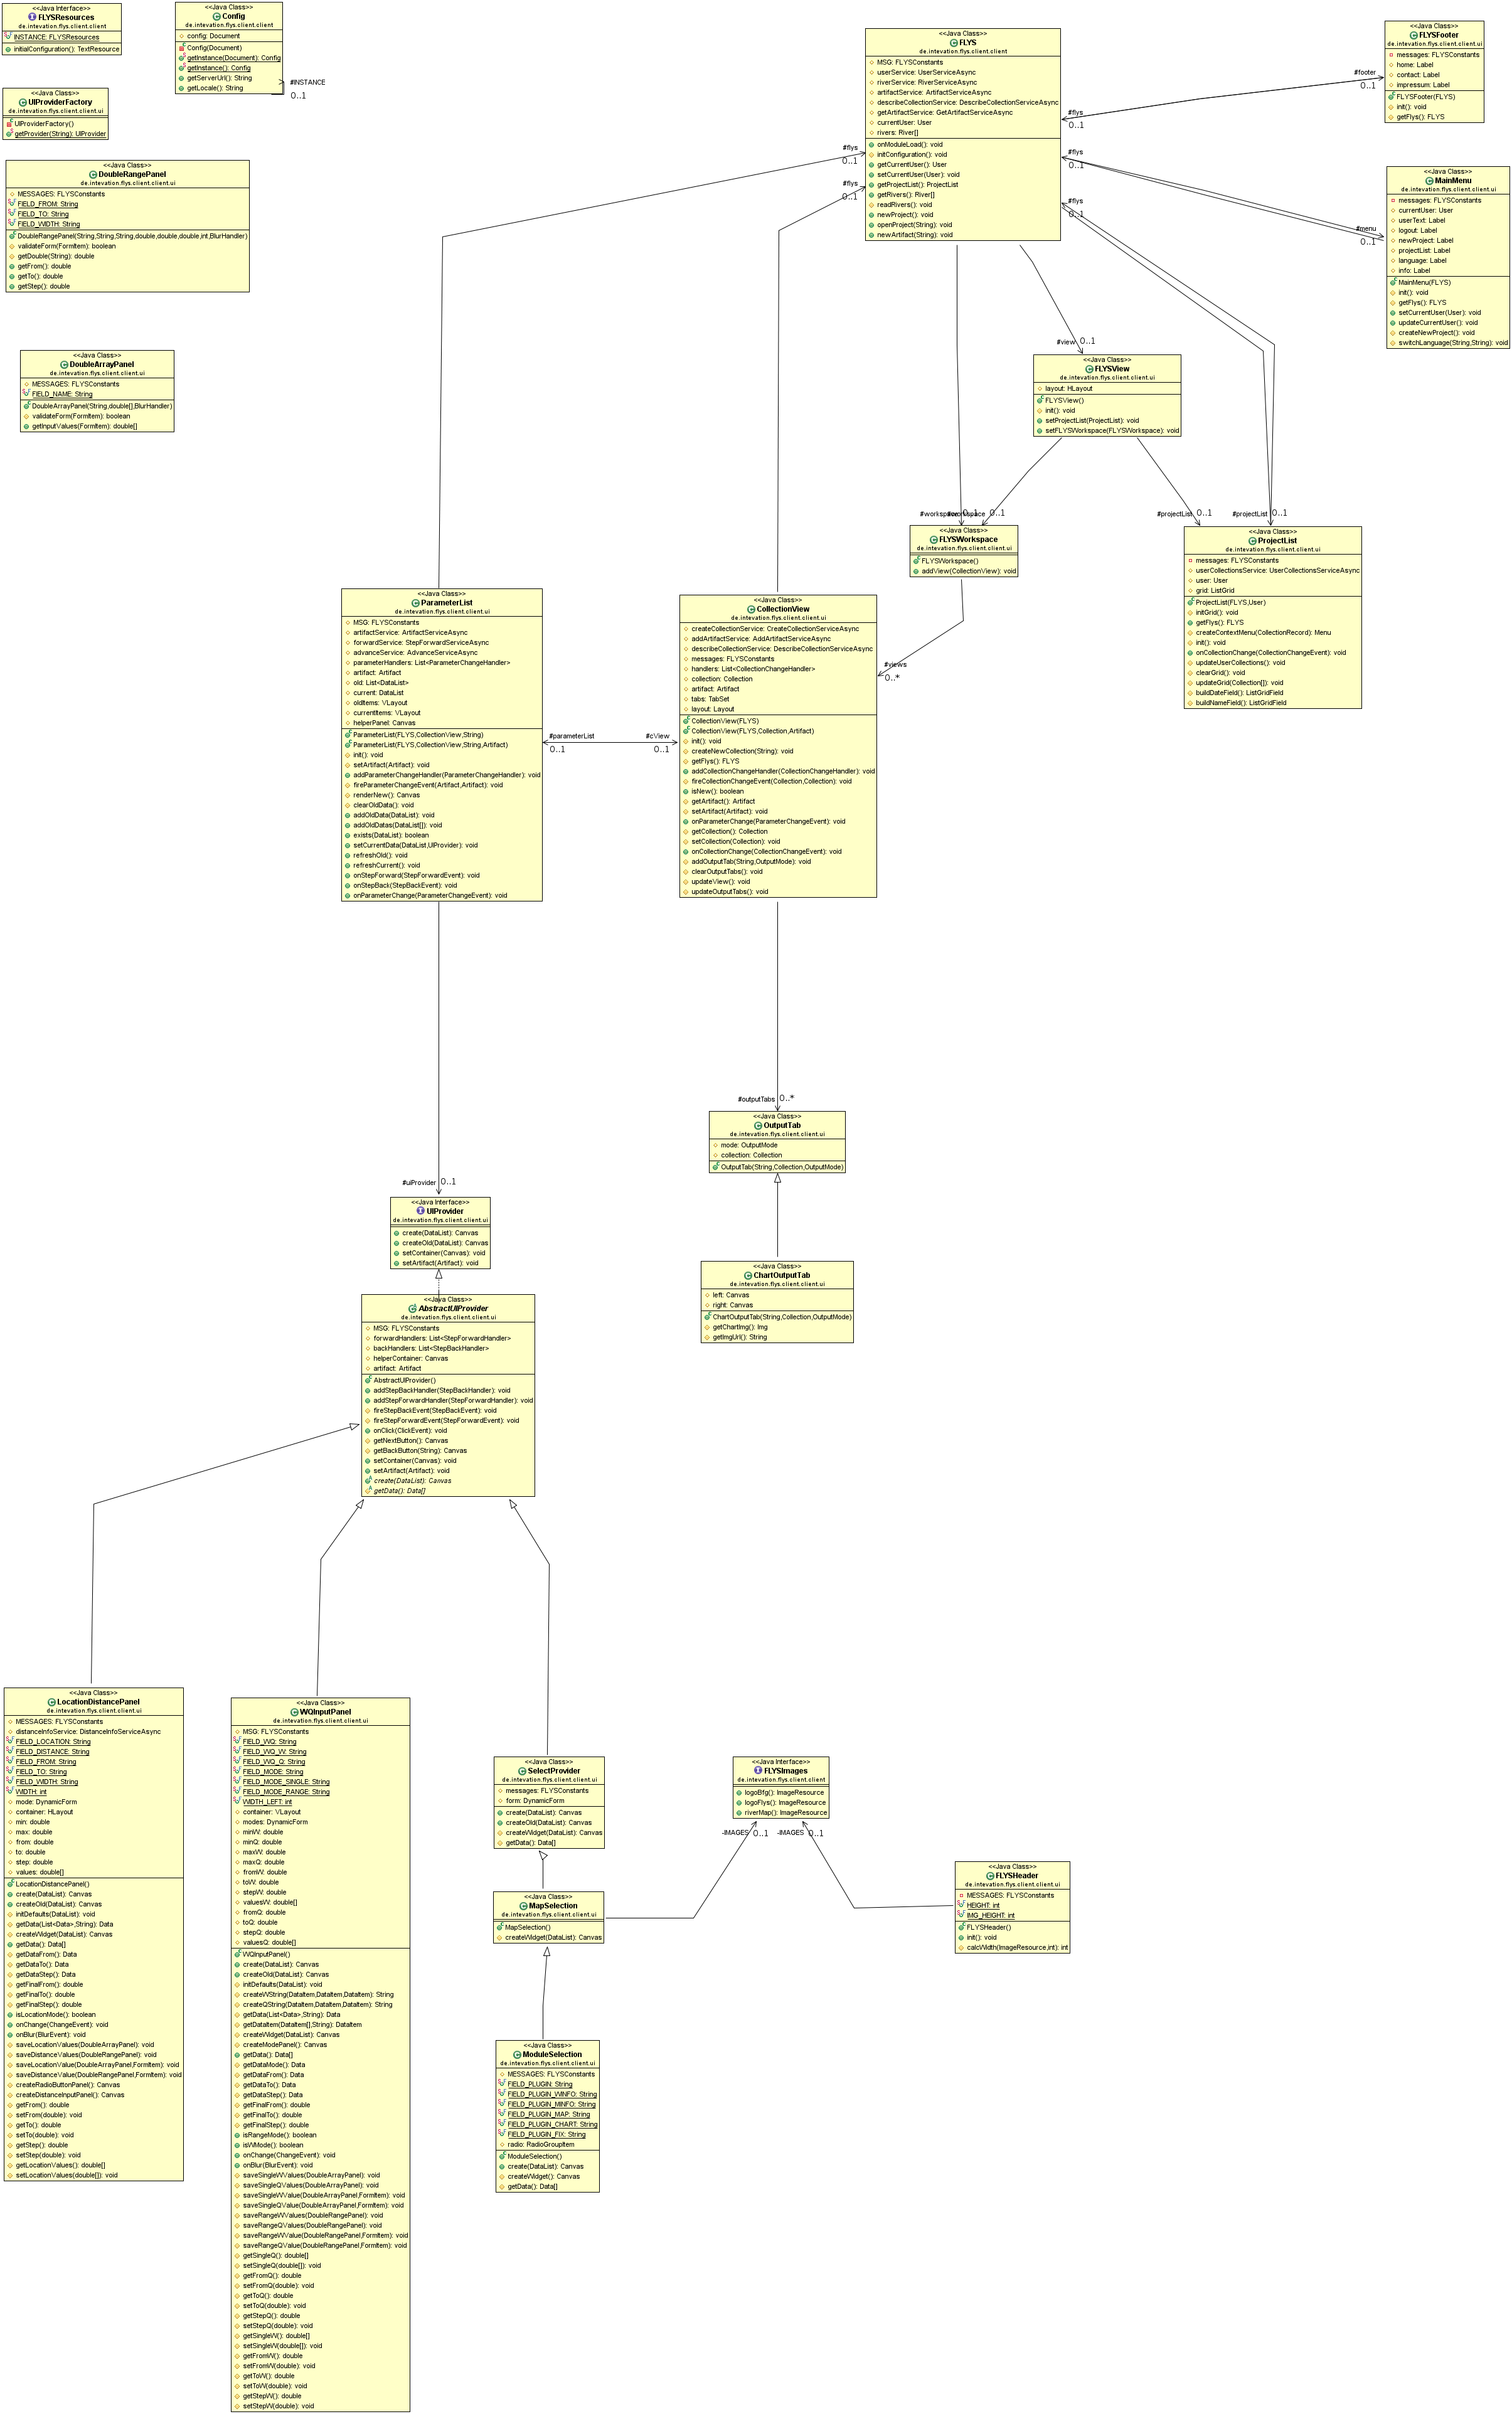 <<Java Interface>>
FLYSResources
de.intevation.flys.client.client
INSTANCE: FLYSResources
initialConfiguration(): TextResource
<<Java Class>>
Config
de.intevation.flys.client.client
config: Document
Config(Document)
getInstance(Document): Config
getInstance(): Config
getServerUrl(): String
getLocale(): String
#INSTANCE
0..1
<<Java Class>>
UIProviderFactory
de.intevation.flys.client.client.ui
UIProviderFactory()
getProvider(String): UIProvider
<<Java Class>>
DoubleRangePanel
de.intevation.flys.client.client.ui
MESSAGES: FLYSConstants
FIELD_FROM: String
FIELD_TO: String
FIELD_WIDTH: String
DoubleRangePanel(String,String,String,double,double,double,int,BlurHandler)
validateForm(FormItem): boolean
getDouble(String): double
getFrom(): double
getTo(): double
getStep(): double
<<Java Class>>
DoubleArrayPanel
de.intevation.flys.client.client.ui
MESSAGES: FLYSConstants
FIELD_NAME: String
DoubleArrayPanel(String,double[],BlurHandler)
validateForm(FormItem): boolean
getInputValues(FormItem): double[]
<<Java Class>>
FLYS
de.intevation.flys.client.client
MSG: FLYSConstants
userService: UserServiceAsync
riverService: RiverServiceAsync
artifactService: ArtifactServiceAsync
describeCollectionService: DescribeCollectionServiceAsync
getArtifactService: GetArtifactServiceAsync
currentUser: User
rivers: River[]
onModuleLoad(): void
initConfiguration(): void
getCurrentUser(): User
setCurrentUser(User): void
getProjectList(): ProjectList
getRivers(): River[]
readRivers(): void
newProject(): void
openProject(String): void
newArtifact(String): void
#flys
0..1
#flys
0..1
#flys
0..1
#flys
0..1
#flys
0..1
#footer
0..1
#menu
0..1
<<Java Class>>
FLYSFooter
de.intevation.flys.client.client.ui
messages: FLYSConstants
home: Label
contact: Label
impressum: Label
FLYSFooter(FLYS)
init(): void
getFlys(): FLYS
<<Java Class>>
MainMenu
de.intevation.flys.client.client.ui
messages: FLYSConstants
currentUser: User
userText: Label
logout: Label
newProject: Label
projectList: Label
language: Label
info: Label
MainMenu(FLYS)
init(): void
getFlys(): FLYS
setCurrentUser(User): void
updateCurrentUser(): void
createNewProject(): void
switchLanguage(String,String): void
#view
0..1
<<Java Class>>
FLYSView
de.intevation.flys.client.client.ui
layout: HLayout
FLYSView()
init(): void
setProjectList(ProjectList): void
setFLYSWorkspace(FLYSWorkspace): void
#workspace
0..1
#workspace
0..1
#projectList
0..1
#projectList
0..1
<<Java Class>>
FLYSWorkspace
de.intevation.flys.client.client.ui
FLYSWorkspace()
addView(CollectionView): void
<<Java Class>>
ProjectList
de.intevation.flys.client.client.ui
messages: FLYSConstants
userCollectionsService: UserCollectionsServiceAsync
user: User
grid: ListGrid
ProjectList(FLYS,User)
initGrid(): void
getFlys(): FLYS
createContextMenu(CollectionRecord): Menu
init(): void
onCollectionChange(CollectionChangeEvent): void
updateUserCollections(): void
clearGrid(): void
updateGrid(Collection[]): void
buildDateField(): ListGridField
buildNameField(): ListGridField
<<Java Class>>
ParameterList
de.intevation.flys.client.client.ui
MSG: FLYSConstants
artifactService: ArtifactServiceAsync
forwardService: StepForwardServiceAsync
advanceService: AdvanceServiceAsync
parameterHandlers: List<ParameterChangeHandler>
artifact: Artifact
old: List<DataList>
current: DataList
oldItems: VLayout
currentItems: VLayout
helperPanel: Canvas
ParameterList(FLYS,CollectionView,String)
ParameterList(FLYS,CollectionView,String,Artifact)
init(): void
setArtifact(Artifact): void
addParameterChangeHandler(ParameterChangeHandler): void
fireParameterChangeEvent(Artifact,Artifact): void
renderNew(): Canvas
clearOldData(): void
addOldData(DataList): void
addOldDatas(DataList[]): void
exists(DataList): boolean
setCurrentData(DataList,UIProvider): void
refreshOld(): void
refreshCurrent(): void
onStepForward(StepForwardEvent): void
onStepBack(StepBackEvent): void
onParameterChange(ParameterChangeEvent): void
#parameterList
0..1
#cView
0..1
<<Java Class>>
CollectionView
de.intevation.flys.client.client.ui
createCollectionService: CreateCollectionServiceAsync
addArtifactService: AddArtifactServiceAsync
describeCollectionService: DescribeCollectionServiceAsync
messages: FLYSConstants
handlers: List<CollectionChangeHandler>
collection: Collection
artifact: Artifact
tabs: TabSet
layout: Layout
CollectionView(FLYS)
CollectionView(FLYS,Collection,Artifact)
init(): void
createNewCollection(String): void
getFlys(): FLYS
addCollectionChangeHandler(CollectionChangeHandler): void
fireCollectionChangeEvent(Collection,Collection): void
isNew(): boolean
getArtifact(): Artifact
setArtifact(Artifact): void
onParameterChange(ParameterChangeEvent): void
getCollection(): Collection
setCollection(Collection): void
onCollectionChange(CollectionChangeEvent): void
addOutputTab(String,OutputMode): void
clearOutputTabs(): void
updateView(): void
updateOutputTabs(): void
#views
0..*
#outputTabs
0..*
<<Java Class>>
OutputTab
de.intevation.flys.client.client.ui
mode: OutputMode
collection: Collection
OutputTab(String,Collection,OutputMode)
<<Java Class>>
ChartOutputTab
de.intevation.flys.client.client.ui
left: Canvas
right: Canvas
ChartOutputTab(String,Collection,OutputMode)
getChartImg(): Img
getImgUrl(): String
#uiProvider
0..1
<<Java Interface>>
UIProvider
de.intevation.flys.client.client.ui
create(DataList): Canvas
createOld(DataList): Canvas
setContainer(Canvas): void
setArtifact(Artifact): void
<<Java Class>>
AbstractUIProvider
de.intevation.flys.client.client.ui
MSG: FLYSConstants
forwardHandlers: List<StepForwardHandler>
backHandlers: List<StepBackHandler>
helperContainer: Canvas
artifact: Artifact
AbstractUIProvider()
addStepBackHandler(StepBackHandler): void
addStepForwardHandler(StepForwardHandler): void
fireStepBackEvent(StepBackEvent): void
fireStepForwardEvent(StepForwardEvent): void
onClick(ClickEvent): void
getNextButton(): Canvas
getBackButton(String): Canvas
setContainer(Canvas): void
setArtifact(Artifact): void
create(DataList): Canvas
getData(): Data[]
<<Java Class>>
LocationDistancePanel
de.intevation.flys.client.client.ui
MESSAGES: FLYSConstants
distanceInfoService: DistanceInfoServiceAsync
FIELD_LOCATION: String
FIELD_DISTANCE: String
FIELD_FROM: String
FIELD_TO: String
FIELD_WIDTH: String
WIDTH: int
mode: DynamicForm
container: HLayout
min: double
max: double
from: double
to: double
step: double
values: double[]
LocationDistancePanel()
create(DataList): Canvas
createOld(DataList): Canvas
initDefaults(DataList): void
getData(List<Data>,String): Data
createWidget(DataList): Canvas
getData(): Data[]
getDataFrom(): Data
getDataTo(): Data
getDataStep(): Data
getFinalFrom(): double
getFinalTo(): double
getFinalStep(): double
isLocationMode(): boolean
onChange(ChangeEvent): void
onBlur(BlurEvent): void
saveLocationValues(DoubleArrayPanel): void
saveDistanceValues(DoubleRangePanel): void
saveLocationValue(DoubleArrayPanel,FormItem): void
saveDistanceValue(DoubleRangePanel,FormItem): void
createRadioButtonPanel(): Canvas
createDistanceInputPanel(): Canvas
getFrom(): double
setFrom(double): void
getTo(): double
setTo(double): void
getStep(): double
setStep(double): void
getLocationValues(): double[]
setLocationValues(double[]): void
<<Java Class>>
WQInputPanel
de.intevation.flys.client.client.ui
MSG: FLYSConstants
FIELD_WQ: String
FIELD_WQ_W: String
FIELD_WQ_Q: String
FIELD_MODE: String
FIELD_MODE_SINGLE: String
FIELD_MODE_RANGE: String
WIDTH_LEFT: int
container: VLayout
modes: DynamicForm
minW: double
minQ: double
maxW: double
maxQ: double
fromW: double
toW: double
stepW: double
valuesW: double[]
fromQ: double
toQ: double
stepQ: double
valuesQ: double[]
WQInputPanel()
create(DataList): Canvas
createOld(DataList): Canvas
initDefaults(DataList): void
createWString(DataItem,DataItem,DataItem): String
createQString(DataItem,DataItem,DataItem): String
getData(List<Data>,String): Data
getDataItem(DataItem[],String): DataItem
createWidget(DataList): Canvas
createModePanel(): Canvas
getData(): Data[]
getDataMode(): Data
getDataFrom(): Data
getDataTo(): Data
getDataStep(): Data
getFinalFrom(): double
getFinalTo(): double
getFinalStep(): double
isRangeMode(): boolean
isWMode(): boolean
onChange(ChangeEvent): void
onBlur(BlurEvent): void
saveSingleWValues(DoubleArrayPanel): void
saveSingleQValues(DoubleArrayPanel): void
saveSingleWValue(DoubleArrayPanel,FormItem): void
saveSingleQValue(DoubleArrayPanel,FormItem): void
saveRangeWValues(DoubleRangePanel): void
saveRangeQValues(DoubleRangePanel): void
saveRangeWValue(DoubleRangePanel,FormItem): void
saveRangeQValue(DoubleRangePanel,FormItem): void
getSingleQ(): double[]
setSingleQ(double[]): void
getFromQ(): double
setFromQ(double): void
getToQ(): double
setToQ(double): void
getStepQ(): double
setStepQ(double): void
getSingleW(): double[]
setSingleW(double[]): void
getFromW(): double
setFromW(double): void
getToW(): double
setToW(double): void
getStepW(): double
setStepW(double): void
<<Java Class>>
SelectProvider
de.intevation.flys.client.client.ui
messages: FLYSConstants
form: DynamicForm
create(DataList): Canvas
createOld(DataList): Canvas
createWidget(DataList): Canvas
getData(): Data[]
<<Java Class>>
MapSelection
de.intevation.flys.client.client.ui
MapSelection()
createWidget(DataList): Canvas
<<Java Class>>
ModuleSelection
de.intevation.flys.client.client.ui
MESSAGES: FLYSConstants
FIELD_PLUGIN: String
FIELD_PLUGIN_WINFO: String
FIELD_PLUGIN_MINFO: String
FIELD_PLUGIN_MAP: String
FIELD_PLUGIN_CHART: String
FIELD_PLUGIN_FIX: String
radio: RadioGroupItem
ModuleSelection()
create(DataList): Canvas
createWidget(): Canvas
getData(): Data[]
<<Java Interface>>
FLYSImages
de.intevation.flys.client.client
logoBfg(): ImageResource
logoFlys(): ImageResource
riverMap(): ImageResource
-IMAGES
0..1
-IMAGES
0..1
<<Java Class>>
FLYSHeader
de.intevation.flys.client.client.ui
MESSAGES: FLYSConstants
HEIGHT: int
IMG_HEIGHT: int
FLYSHeader()
init(): void
calcWidth(ImageResource,int): int